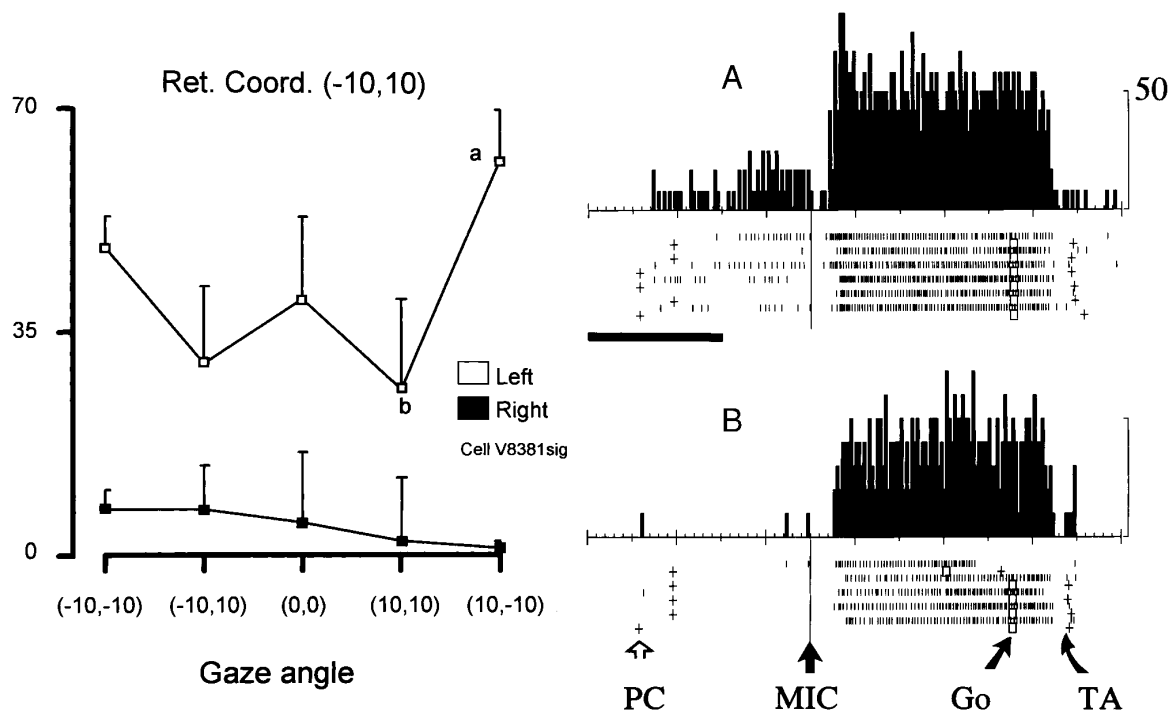 Ret. Coord. (-10,10)
70
35
0
a
b
Left
Right
Cell V8381sig
(-10,-10) (-10,10) (0,0) (10,10) (10,-10)
Gaze angle
A
50
B
PC MIC Go TA